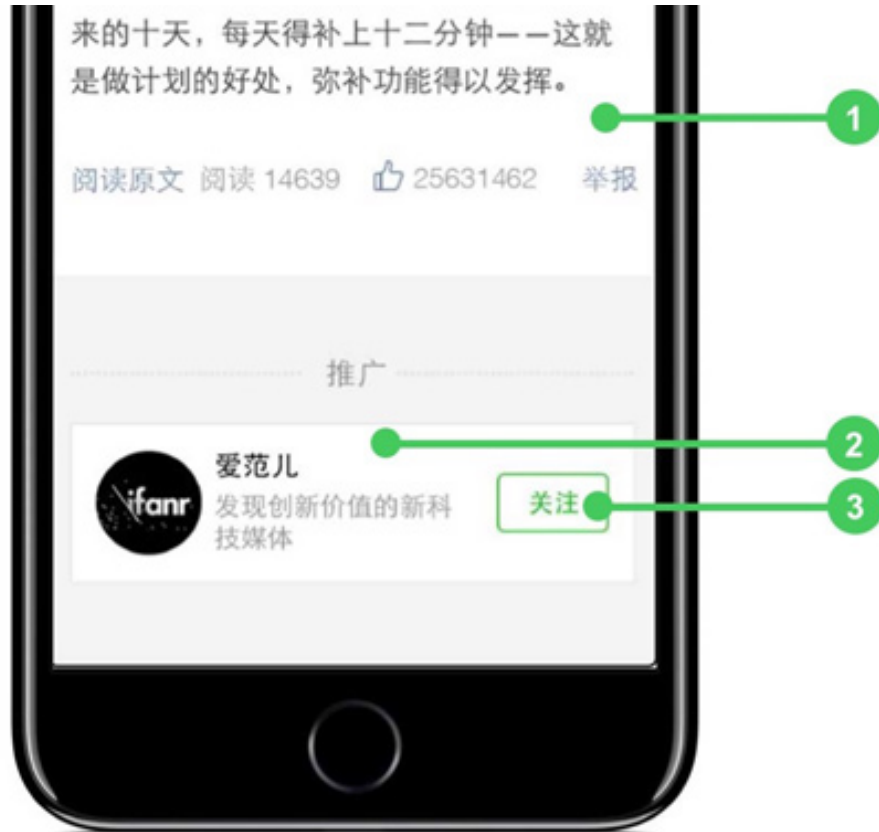 来的十天，每天得补上十二分钟——这就
是做计划的好处，弥补功能得以发挥。
1
阅读原文 阅读 14639 25631462 举报
推广
2
爱范儿
ifanr
发现创新价值的新科
技媒体
关注
3